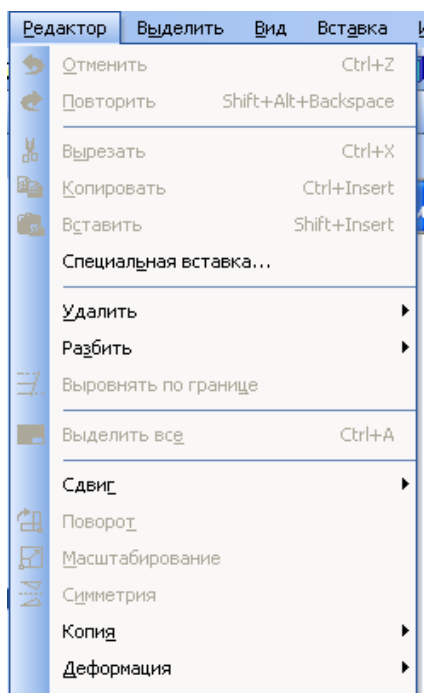 Редактор Выделить Вид Вставка
Отменить Ctrl+Z
Повторить Shift+Alt+Backspace
Вырезать Ctrl+X
Копировать Ctrl+Insert
Вставить Shift+Insert
Специальная вставка...
Удалить
Разбить
Выровнять по границе
Выделить все Ctrl+A
Сдвиг
Поворот
Масштабирование
Симметрия
Копия
Деформация